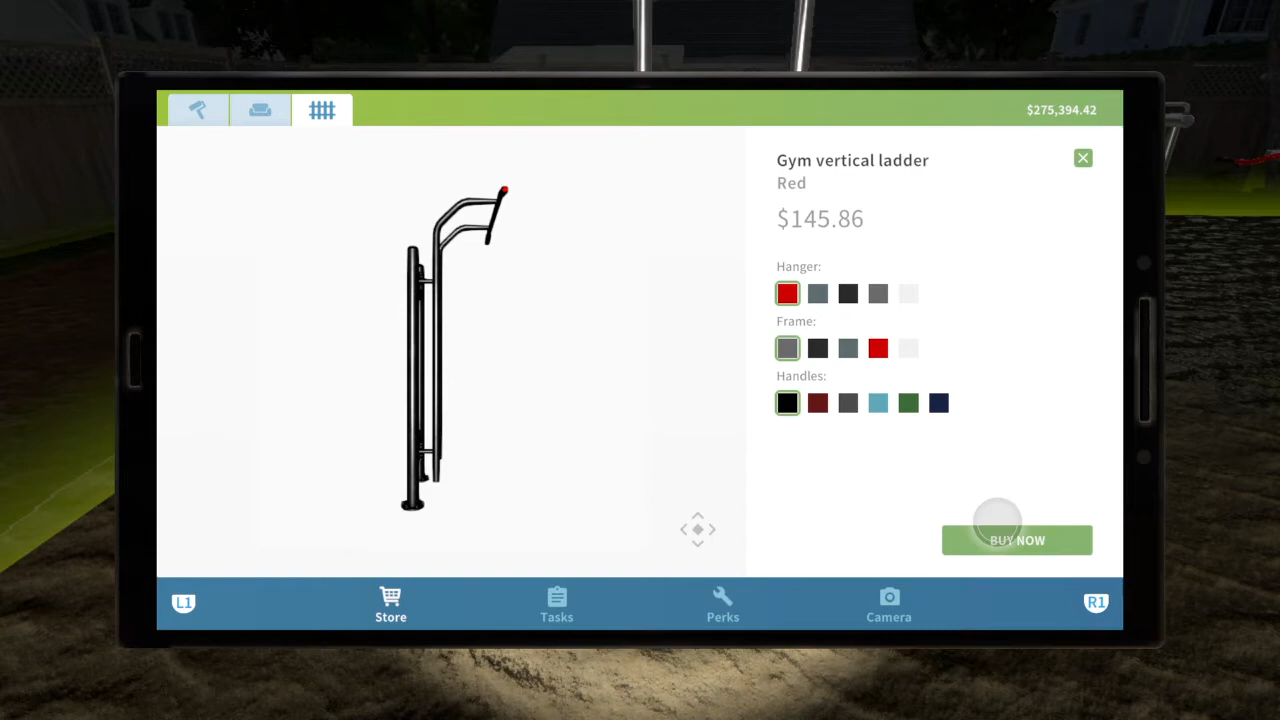 $275,394.42
Gym vertical ladder
Red
$145.86
Hanger:
Frame:
Handles:
BUY NOW
L1
Store
Tasks
Perks
Camera
R1